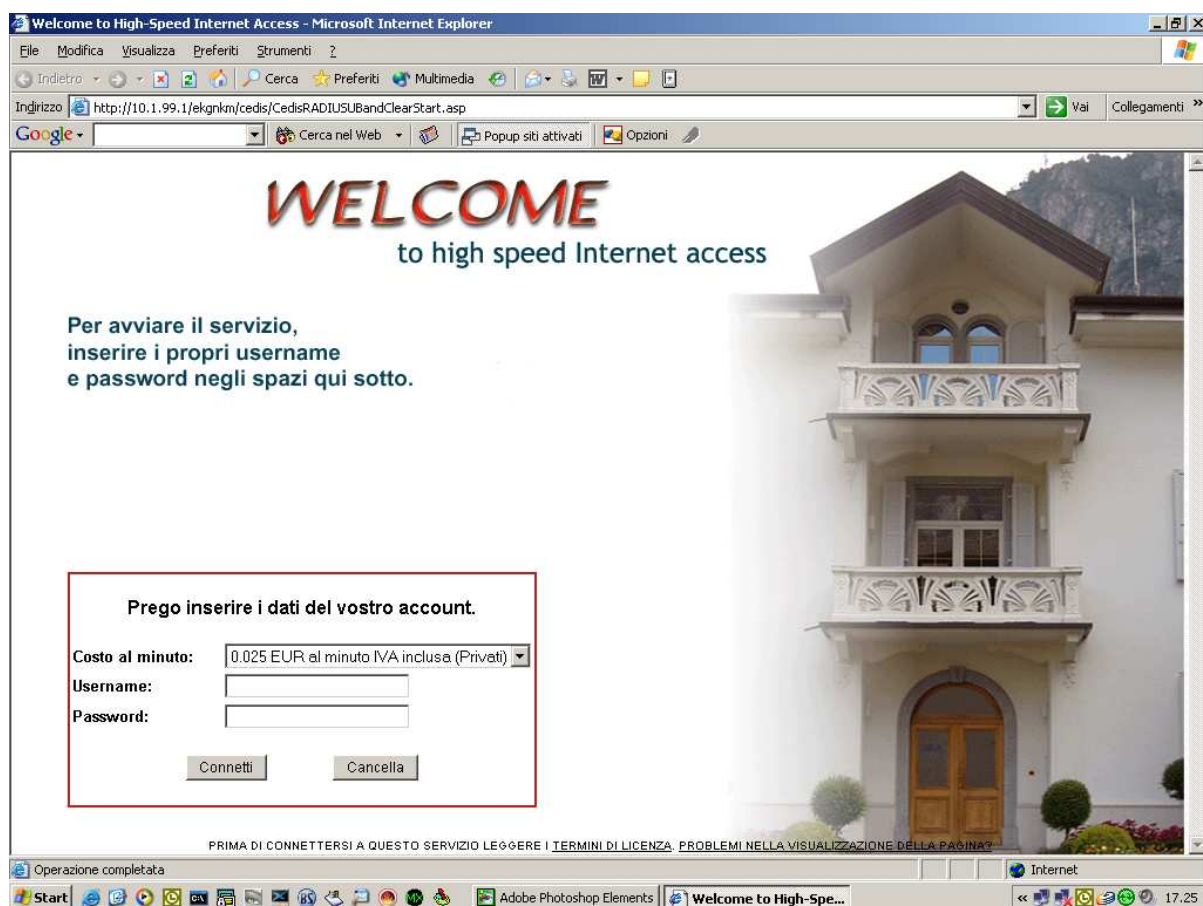 Welcome to High-Speed Internet Access - Microsoft Internet Explorer
File Modifica Visualizza Preferiti Strumenti ?
Indietro Cerca Preferiti Multimedia
Indirizzo http://10.1.99.1/ekgnkm/cedis/CedisRADIUSUBandClearStart.asp Vai Collegamenti »
Google Cerca nel Web Popup siti attivati Opzioni
WELCOME
to high speed Internet access
Per avviare il servizio,
inserire i propri username
e password negli spazi qui sotto.
Prego inserire i dati del vostro account.
Costo al minuto: 0.025 EUR al minuto IVA inclusa (Privati)
Username:
Password:
Connetti Cancella
PRIMA DI CONNETTERSI A QUESTO SERVIZIO LEGGERE I TERMINI DI LICENZA. PROBLEMI NELLA VISUALIZZAZIONE DELLA PAGINA?
Operazione completata Internet
Start Adobe Photoshop Elements Welcome to High-Spe... « 17.25